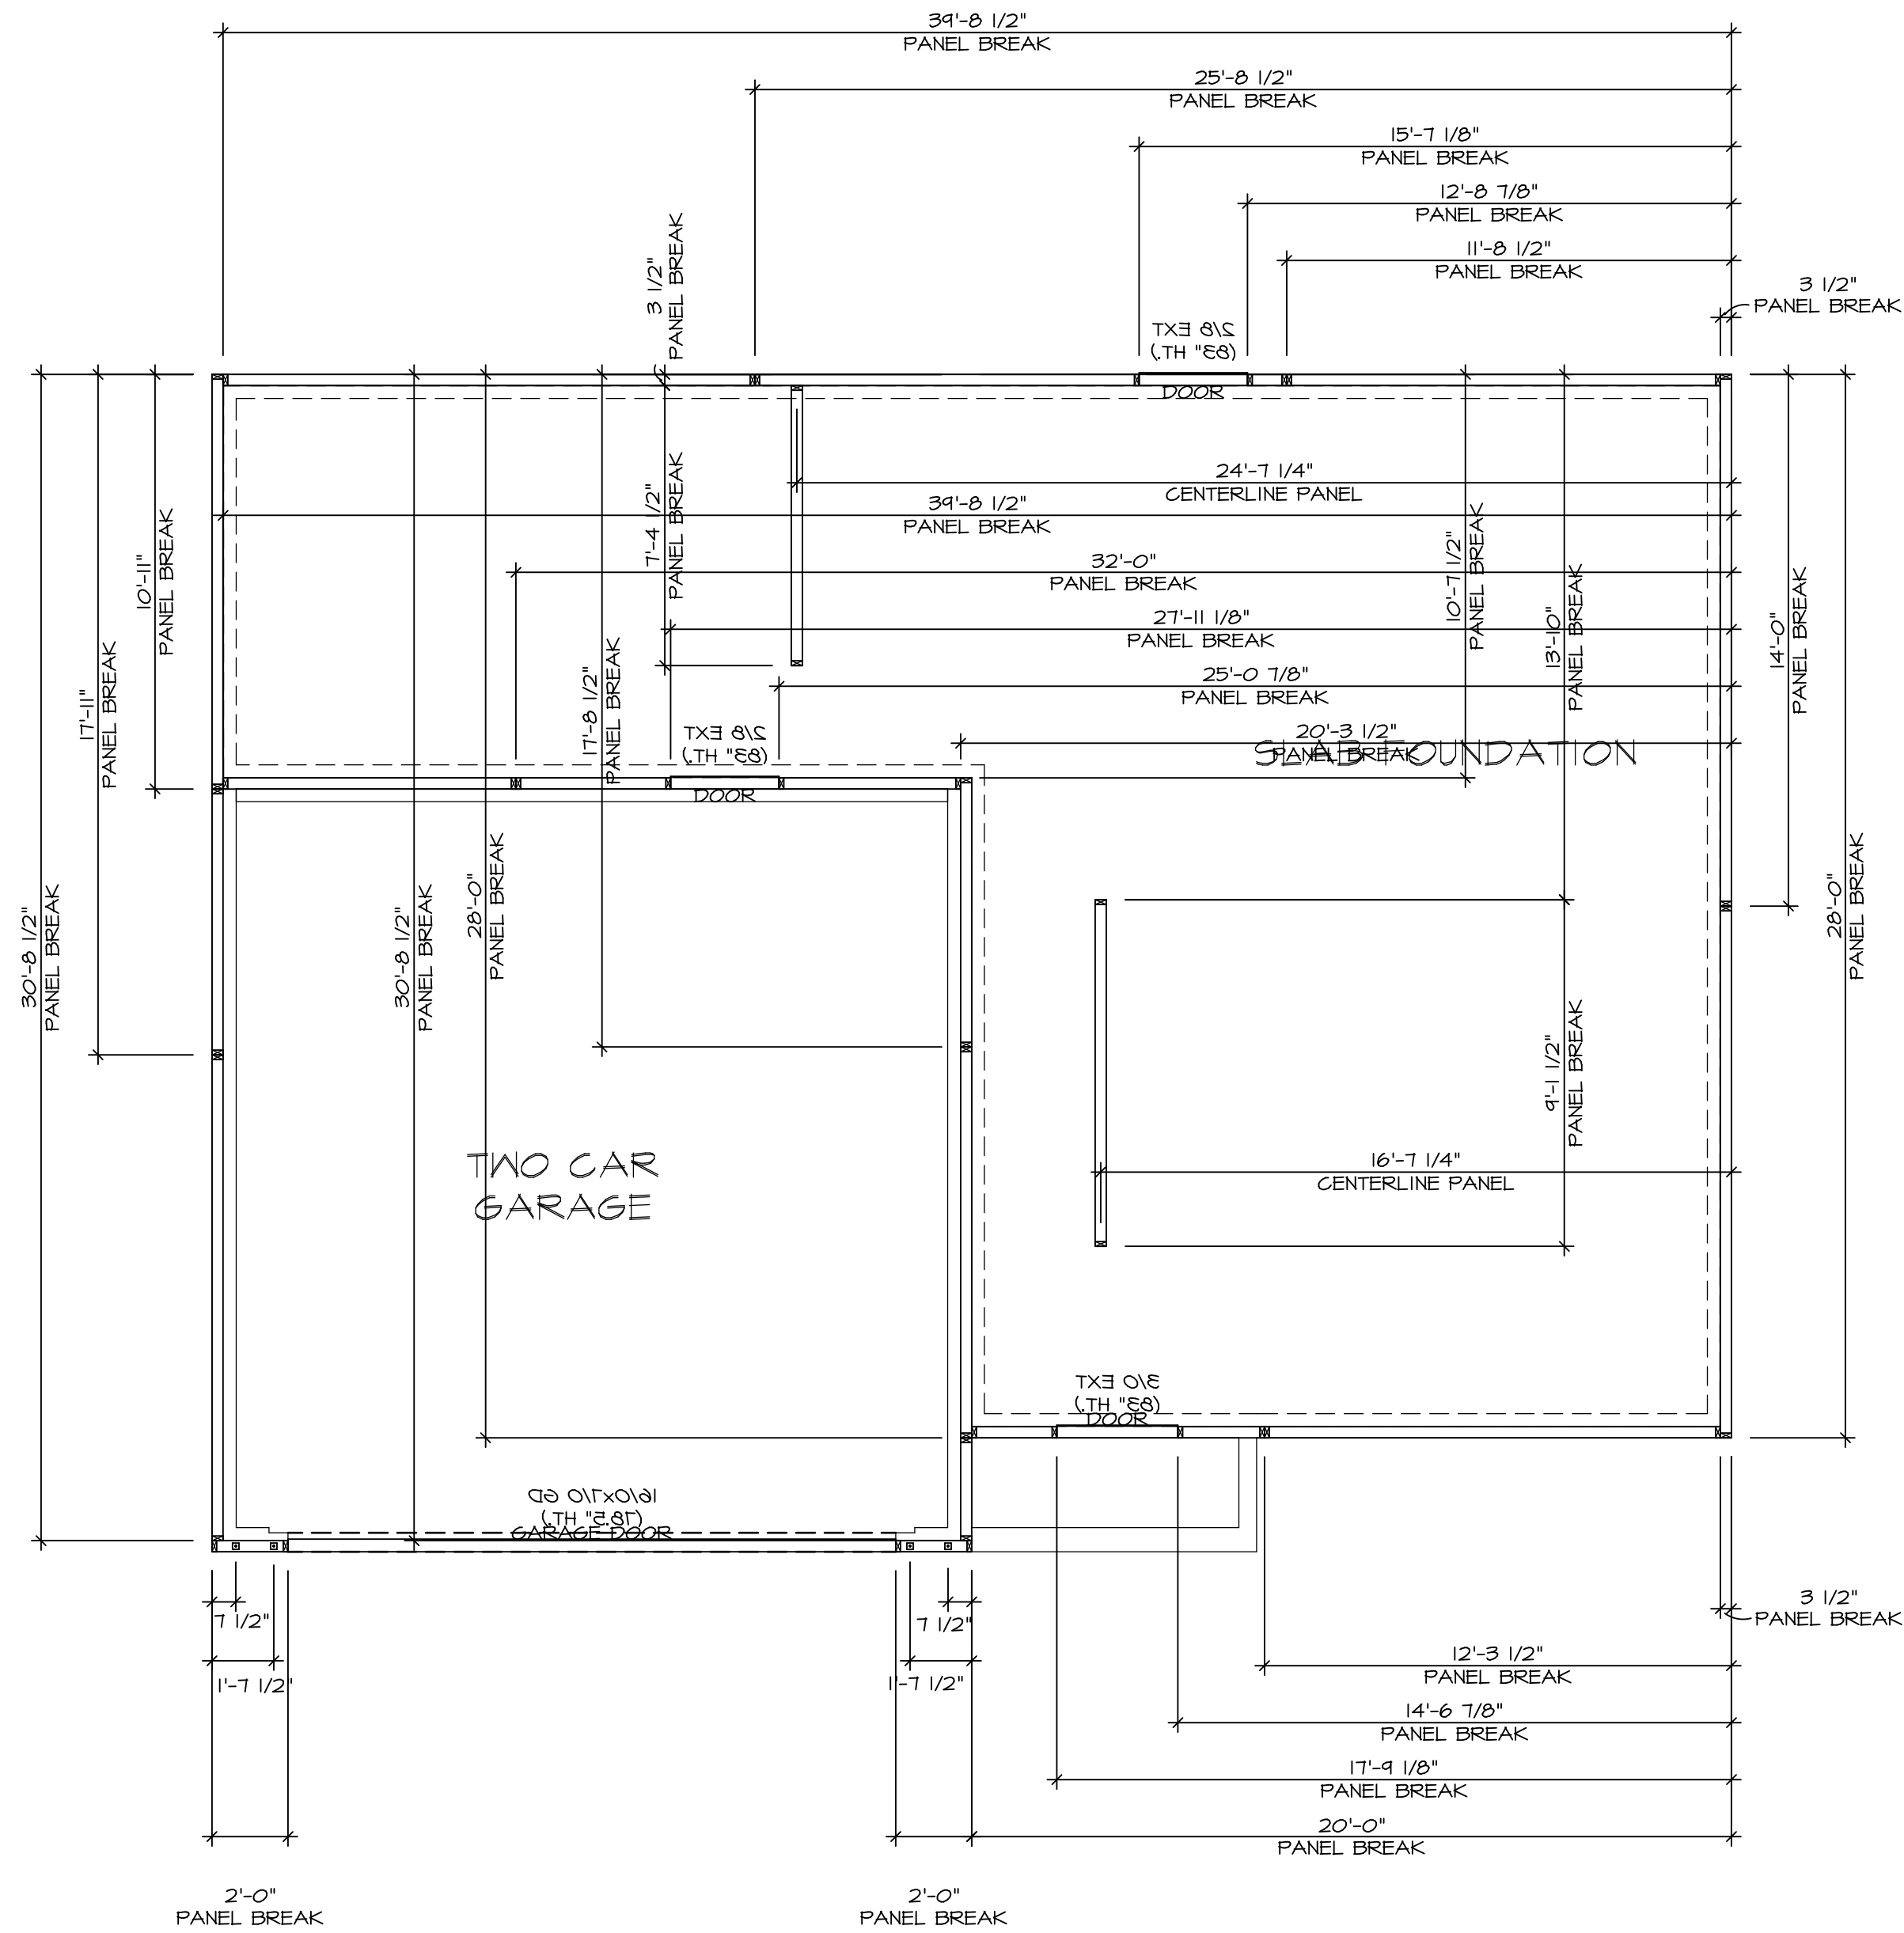 39'-8 1/2"
PANEL BREAK
25'-8 1/2"
PANEL BREAK
15'-7 1/8"
PANEL BREAK
12'-8 7/8"
PANEL BREAK
11'-8 1/2"
PANEL BREAK
3 1/2"
PANEL BREAK
3 1/2"
PANEL BREAK
2\8 EXT
(83" HT.)
DOOR
24'-7 1/4"
CENTERLINE PANEL
39'-8 1/2"
PANEL BREAK
7'-4 1/2"
PANEL BREAK
10'-7 1/2"
PANEL BREAK
10'-11"
PANEL BREAK
32'-0"
PANEL BREAK
13'-10"
PANEL BREAK
14'-0"
PANEL BREAK
27'-11 1/8"
PANEL BREAK
17'-11"
PANEL BREAK
17'-8 1/2"
PANEL BREAK
25'-0 7/8"
PANEL BREAK
2\8 EXT
(83" HT.)
DOOR
20'-3 1/2"
PANEL BREAK
SLAB FOUNDATION
30'-8 1/2"
PANEL BREAK
30'-8 1/2"
PANEL BREAK
28'-0"
PANEL BREAK
28'-0"
PANEL BREAK
9'-1 1/2"
PANEL BREAK
TWO CAR
GARAGE
16'-7 1/4"
CENTERLINE PANEL
3\0 EXT
(83" HT.)
DOOR
16\0x7\0 GD
(78.5" HT.)
GARAGE DOOR
7 1/2"
7 1/2"
3 1/2"
PANEL BREAK
1'-7 1/2"
1'-7 1/2"
12'-3 1/2"
PANEL BREAK
14'-6 7/8"
PANEL BREAK
17'-9 1/8"
PANEL BREAK
20'-0"
PANEL BREAK
2'-0"
PANEL BREAK
2'-0"
PANEL BREAK